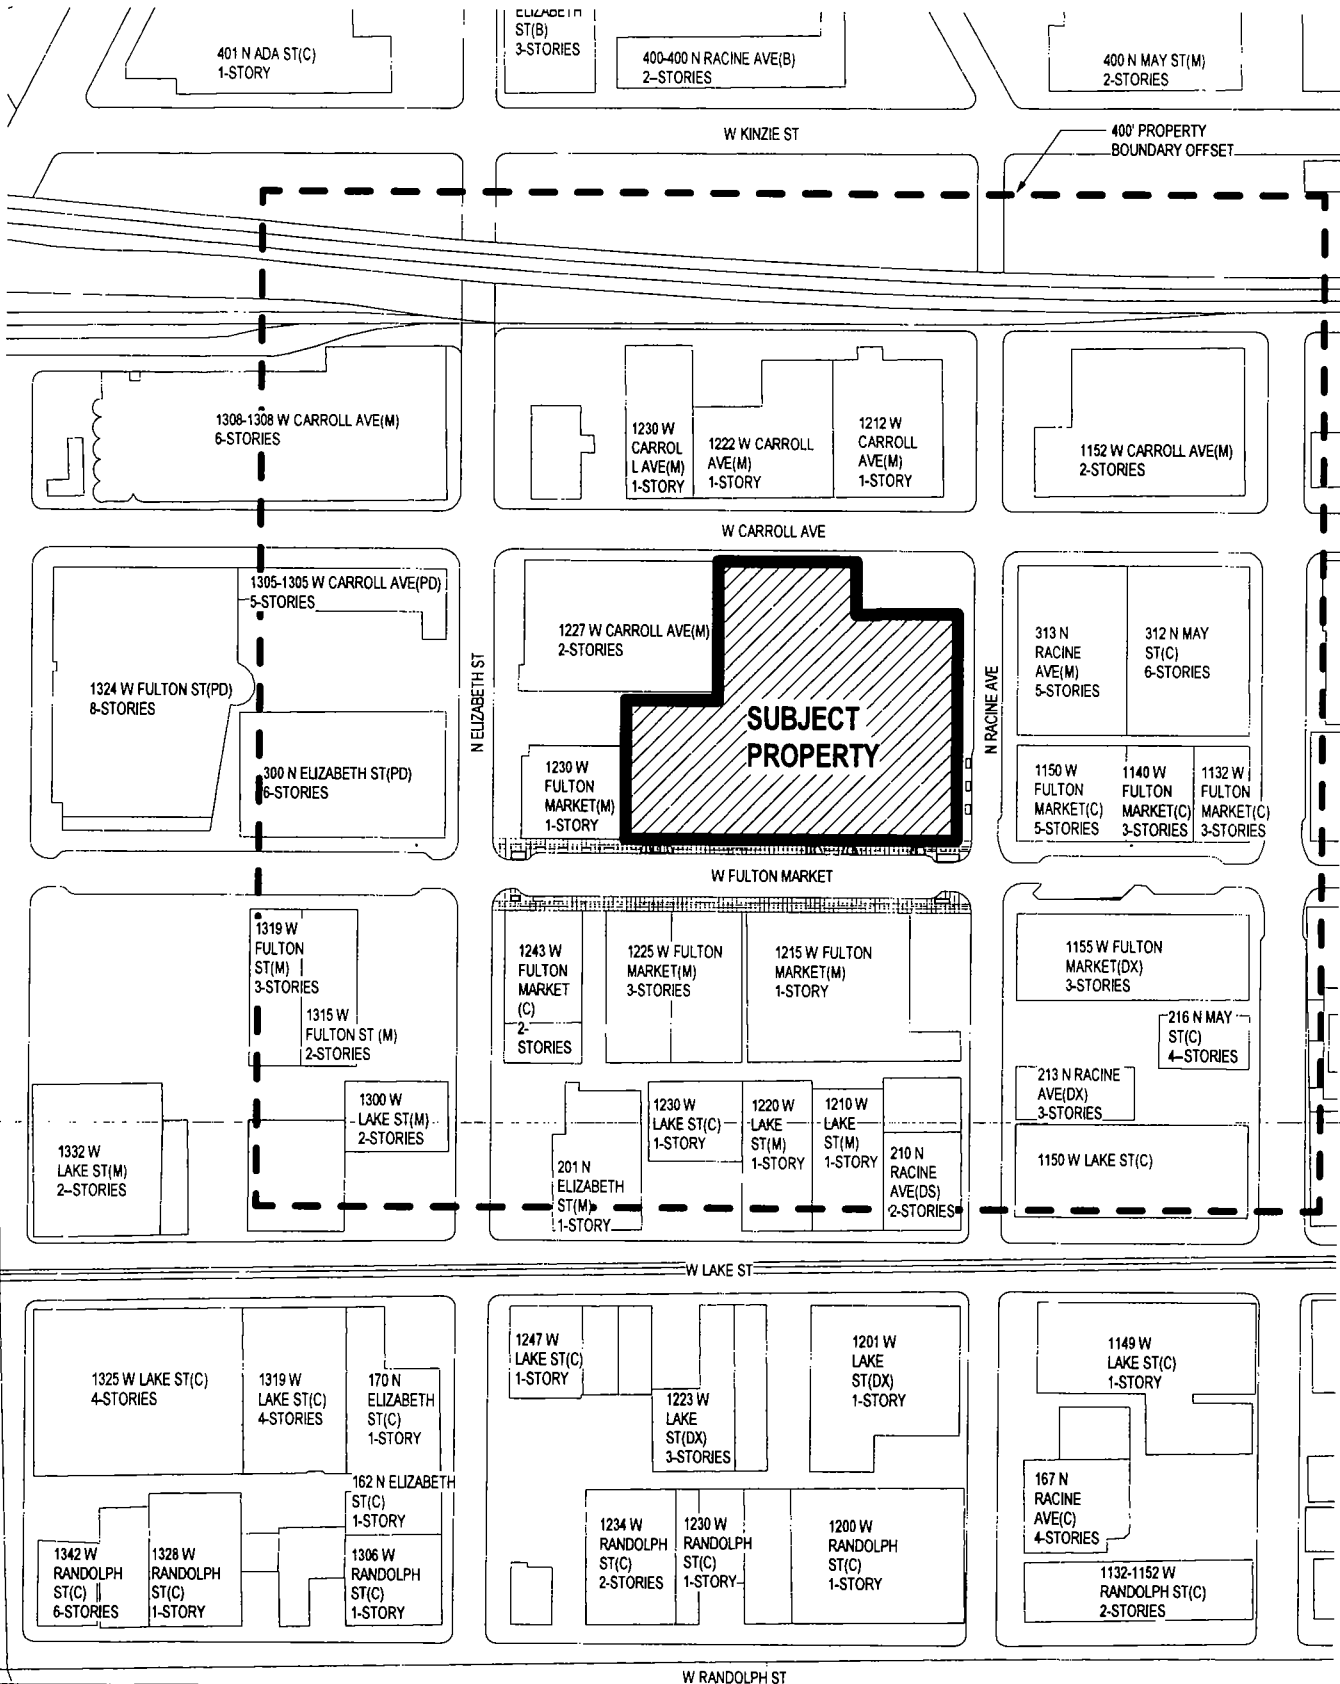 ELIZABETH
ST(B)
3-STORIES
401 N ADA ST(C)
1-STORY
400-400 N RACINE AVE(B)
2-STORIES
400 N MAY ST(M)
2-STORIES
W KINZIE ST
400' PROPERTY
BOUNDARY OFFSET
1308-1308 W CARROLL AVE(M)
6-STORIES
1230 W
CARROL
L AVE(M)
1-STORY
1222 W CARROLL
AVE(M)
1-STORY
1212 W
CARROLL
AVE(M)
1-STORY
1152 W CARROLL AVE(M)
2-STORIES
W CARROLL AVE
1305-1305 W CARROLL AVE(PD)
5-STORIES
1324 W FULTON ST(PD)
8-STORIES
300 N ELIZABETH ST(PD)
6-STORIES
N ELIZABETH ST
1227 W CARROLL AVE(M)
2-STORIES
1230 W
FULTON
MARKET(M)
1-STORY
SUBJECT
PROPERTY
N RACINE AVE
313 N
RACINE
AVE(M)
5-STORIES
312 N MAY
ST(C)
6-STORIES
1150 W
FULTON
MARKET(C)
5-STORIES
1140 W
FULTON
MARKET(C)
3-STORIES
1132 W
FULTON
MARKET(C)
3-STORIES
W FULTON MARKET
1319 W
FULTON
ST(M)
3-STORIES
1315 W
FULTON ST (M)
2-STORIES
1243 W
FULTON
MARKET
(C)
2-
STORIES
1225 W FULTON
MARKET(M)
3-STORIES
1215 W FULTON
MARKET(M)
1-STORY
1155 W FULTON
MARKET(DX)
3-STORIES
216 N MAY
ST(C)
4-STORIES
213 N RACINE
AVE(DX)
3-STORIES
1332 W
LAKE ST(M)
2-STORIES
1300 W
LAKE ST(M)
2-STORIES
201 N
ELIZABETH
ST(M)
1-STORY
1230 W
LAKE ST(C)
1-STORY
1220 W
LAKE
ST(M)
1-STORY
1210 W
LAKE
ST(M)
1-STORY
210 N
RACINE
AVE(DS)
2-STORIES
1150 W LAKE ST(C)
W LAKE ST
1325 W LAKE ST(C)
4-STORIES
1319 W
LAKE ST(C)
4-STORIES
170 N
ELIZABETH
ST(C)
1-STORY
1247 W
LAKE ST(C)
1-STORY
1223 W
LAKE
ST(DX)
3-STORIES
1201 W
LAKE
ST(DX)
1-STORY
1149 W
LAKE ST(C)
1-STORY
162 N ELIZABETH
ST(C)
1-STORY
1342 W
RANDOLPH
ST(C)
6-STORIES
1328 W
RANDOLPH
ST(C)
1-STORY
1306 W
RANDOLPH
ST(C)
1-STORY
1234 W
RANDOLPH
ST(C)
2-STORIES
1230 W
RANDOLPH
ST(C)
1-STORY
1200 W
RANDOLPH
ST(C)
1-STORY
167 N
RACINE
AVE(C)
4-STORIES
1132-1152 W
RANDOLPH ST(C)
2-STORIES
W RANDOLPH ST